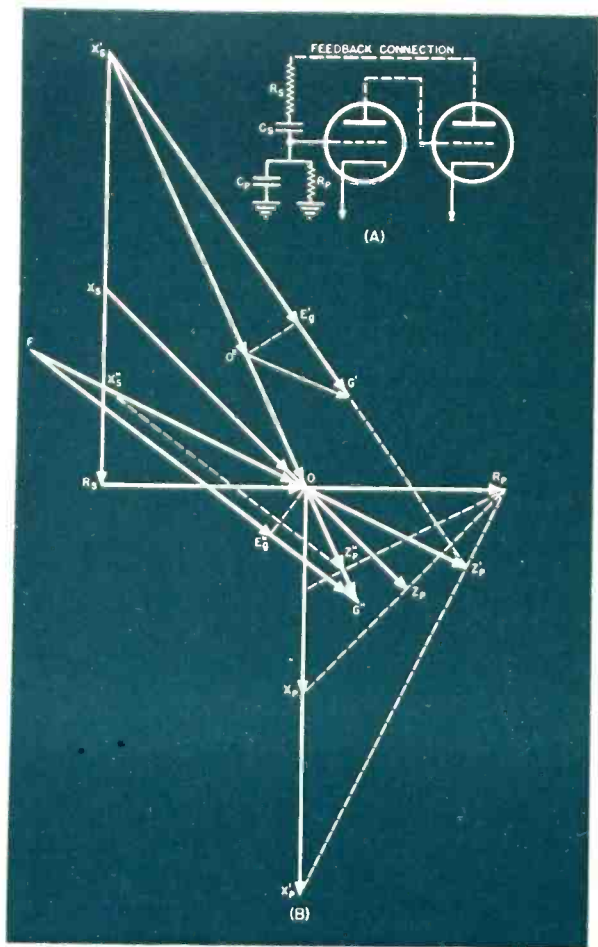 X'S
FEEDBACK CONNECTION
RS
CS
CP
RP
(A)
XS
E'g
O"
F
G'
X"S
RS
O
RP
E"g
Z"P
Z'P
ZP
G"
XP
X'P
(B)